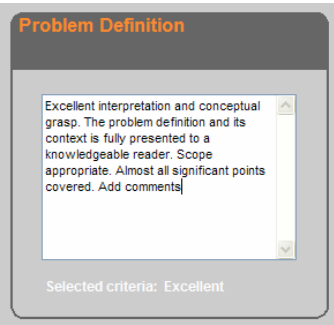 Problem Definition
Excellent interpretation and conceptual
grasp. The problem definition and its
context is fully presented to a
knowledgeable reader. Scope
appropriate. Almost all significant points
covered. Add comments
Selected criteria: Excellent